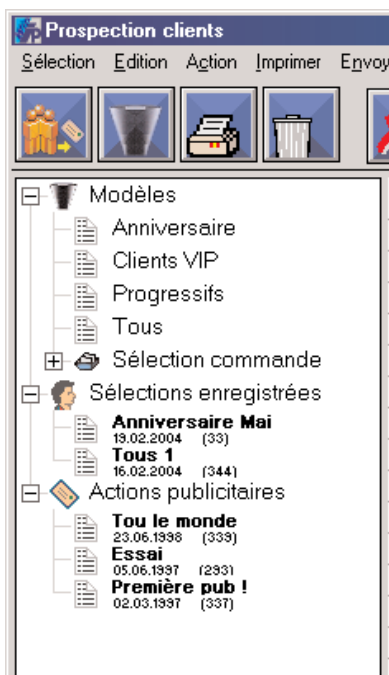 Prospection clients
Sélection Edition Action Imprimer Envoy
Modèles
Anniversaire
Clients VIP
Progressifs
Tous
Sélection commande
Sélections enregistrées
Anniversaire Mai
19.02.2004 (33)
Tous 1
16.02.2004 (344)
Actions publicitaires
Tou le monde
23.06.1998 (339)
Essai
05.06.1997 (293)
Première pub !
02.03.1997 (337)